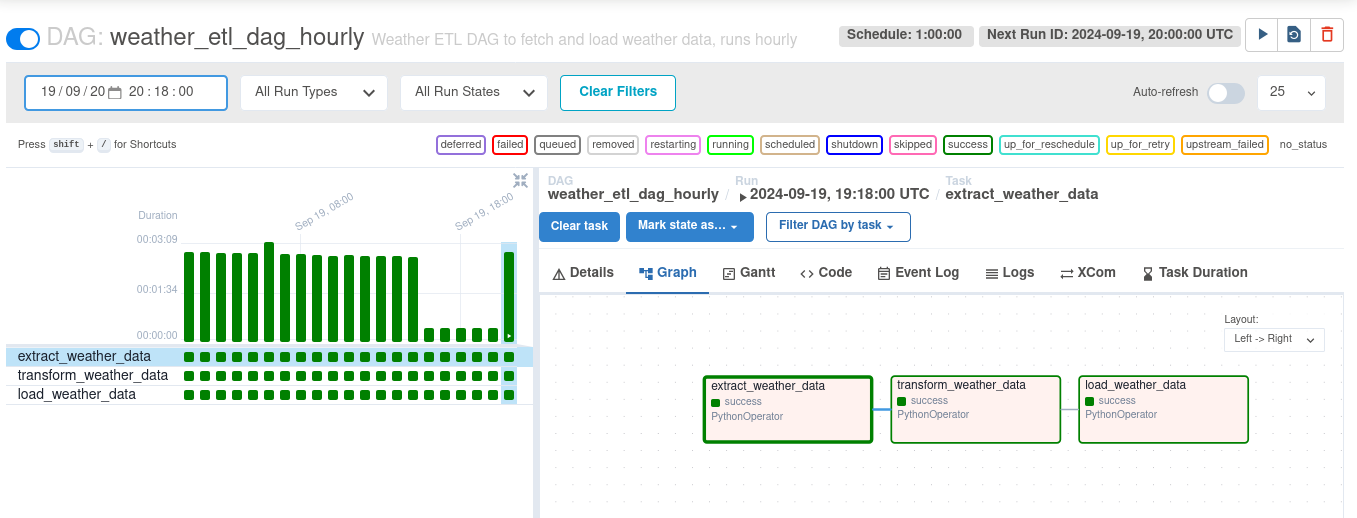 DAG: weather_etl_dag_hourly Weather ETL DAG to fetch and load weather data, runs hourly
Schedule: 1:00:00 Next Run ID: 2024-09-19, 20:00:00 UTC
19 / 09 / 20 20 : 18 : 00 All Run Types All Run States Clear Filters Auto-refresh 25
Press shift + / for Shortcuts
deferred failed queued removed restarting running scheduled shutdown skipped success up_for_reschedule up_for_retry upstream_failed no_status
Sep 19, 08:00 Sep 19, 18:00
Duration
00:03:09
00:01:34
00:00:00
extract_weather_data
transform_weather_data
load_weather_data
DAG Run Task
weather_etl_dag_hourly / 2024-09-19, 19:18:00 UTC / extract_weather_data
Clear task Mark state as... Filter DAG by task
Details Graph Gantt Code Event Log Logs XCom Task Duration
Layout:
Left -> Right
extract_weather_data
success
PythonOperator
transform_weather_data
success
PythonOperator
load_weather_data
success
PythonOperator